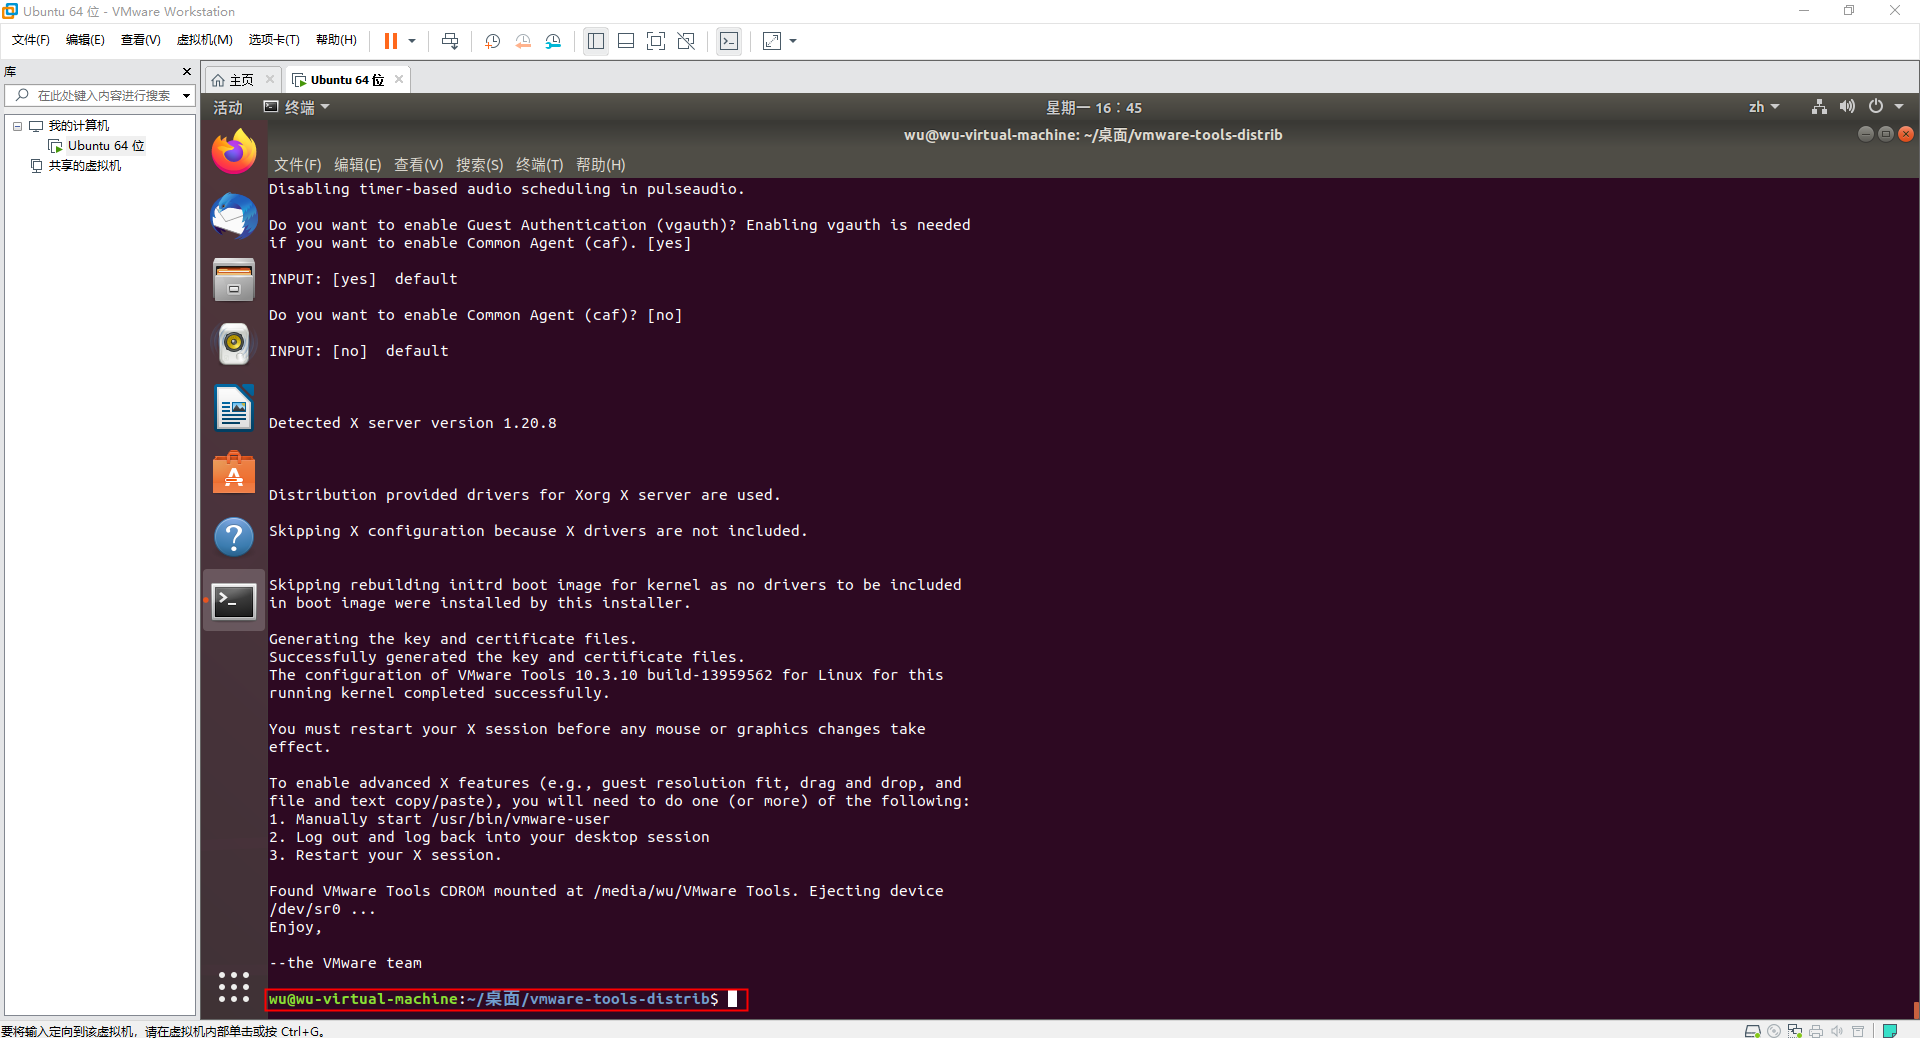 Ubuntu 64 位 - VMware Workstation
文件(F) 编辑(E) 查看(V) 虚拟机(M) 选项卡(T) 帮助(H)
库
在此处键入内容进行搜索
我的计算机
Ubuntu 64 位
共享的虚拟机
主页 Ubuntu 64 位
活动 终端 星期一 16：45 zh
wu@wu-virtual-machine: ~/桌面/vmware-tools-distrib
文件(F) 编辑(E) 查看(V) 搜索(S) 终端(T) 帮助(H)
Disabling timer-based audio scheduling in pulseaudio.
Do you want to enable Guest Authentication (vgauth)? Enabling vgauth is needed
if you want to enable Common Agent (caf). [yes]
INPUT: [yes]  default
Do you want to enable Common Agent (caf)? [no]
INPUT: [no]  default
Detected X server version 1.20.8
Distribution provided drivers for Xorg X server are used.
Skipping X configuration because X drivers are not included.
Skipping rebuilding initrd boot image for kernel as no drivers to be included
in boot image were installed by this installer.
Generating the key and certificate files.
Successfully generated the key and certificate files.
The configuration of VMware Tools 10.3.10 build-13959562 for Linux for this
running kernel completed successfully.
You must restart your X session before any mouse or graphics changes take
effect.
To enable advanced X features (e.g., guest resolution fit, drag and drop, and
file and text copy/paste), you will need to do one (or more) of the following:
1. Manually start /usr/bin/vmware-user
2. Log out and log back into your desktop session
3. Restart your X session.
Found VMware Tools CDROM mounted at /media/wu/VMware Tools. Ejecting device
/dev/sr0 ...
Enjoy,
--the VMware team
wu@wu-virtual-machine:~/桌面/vmware-tools-distrib$
要将输入定向到该虚拟机，请在虚拟机内部单击或按 Ctrl+G。